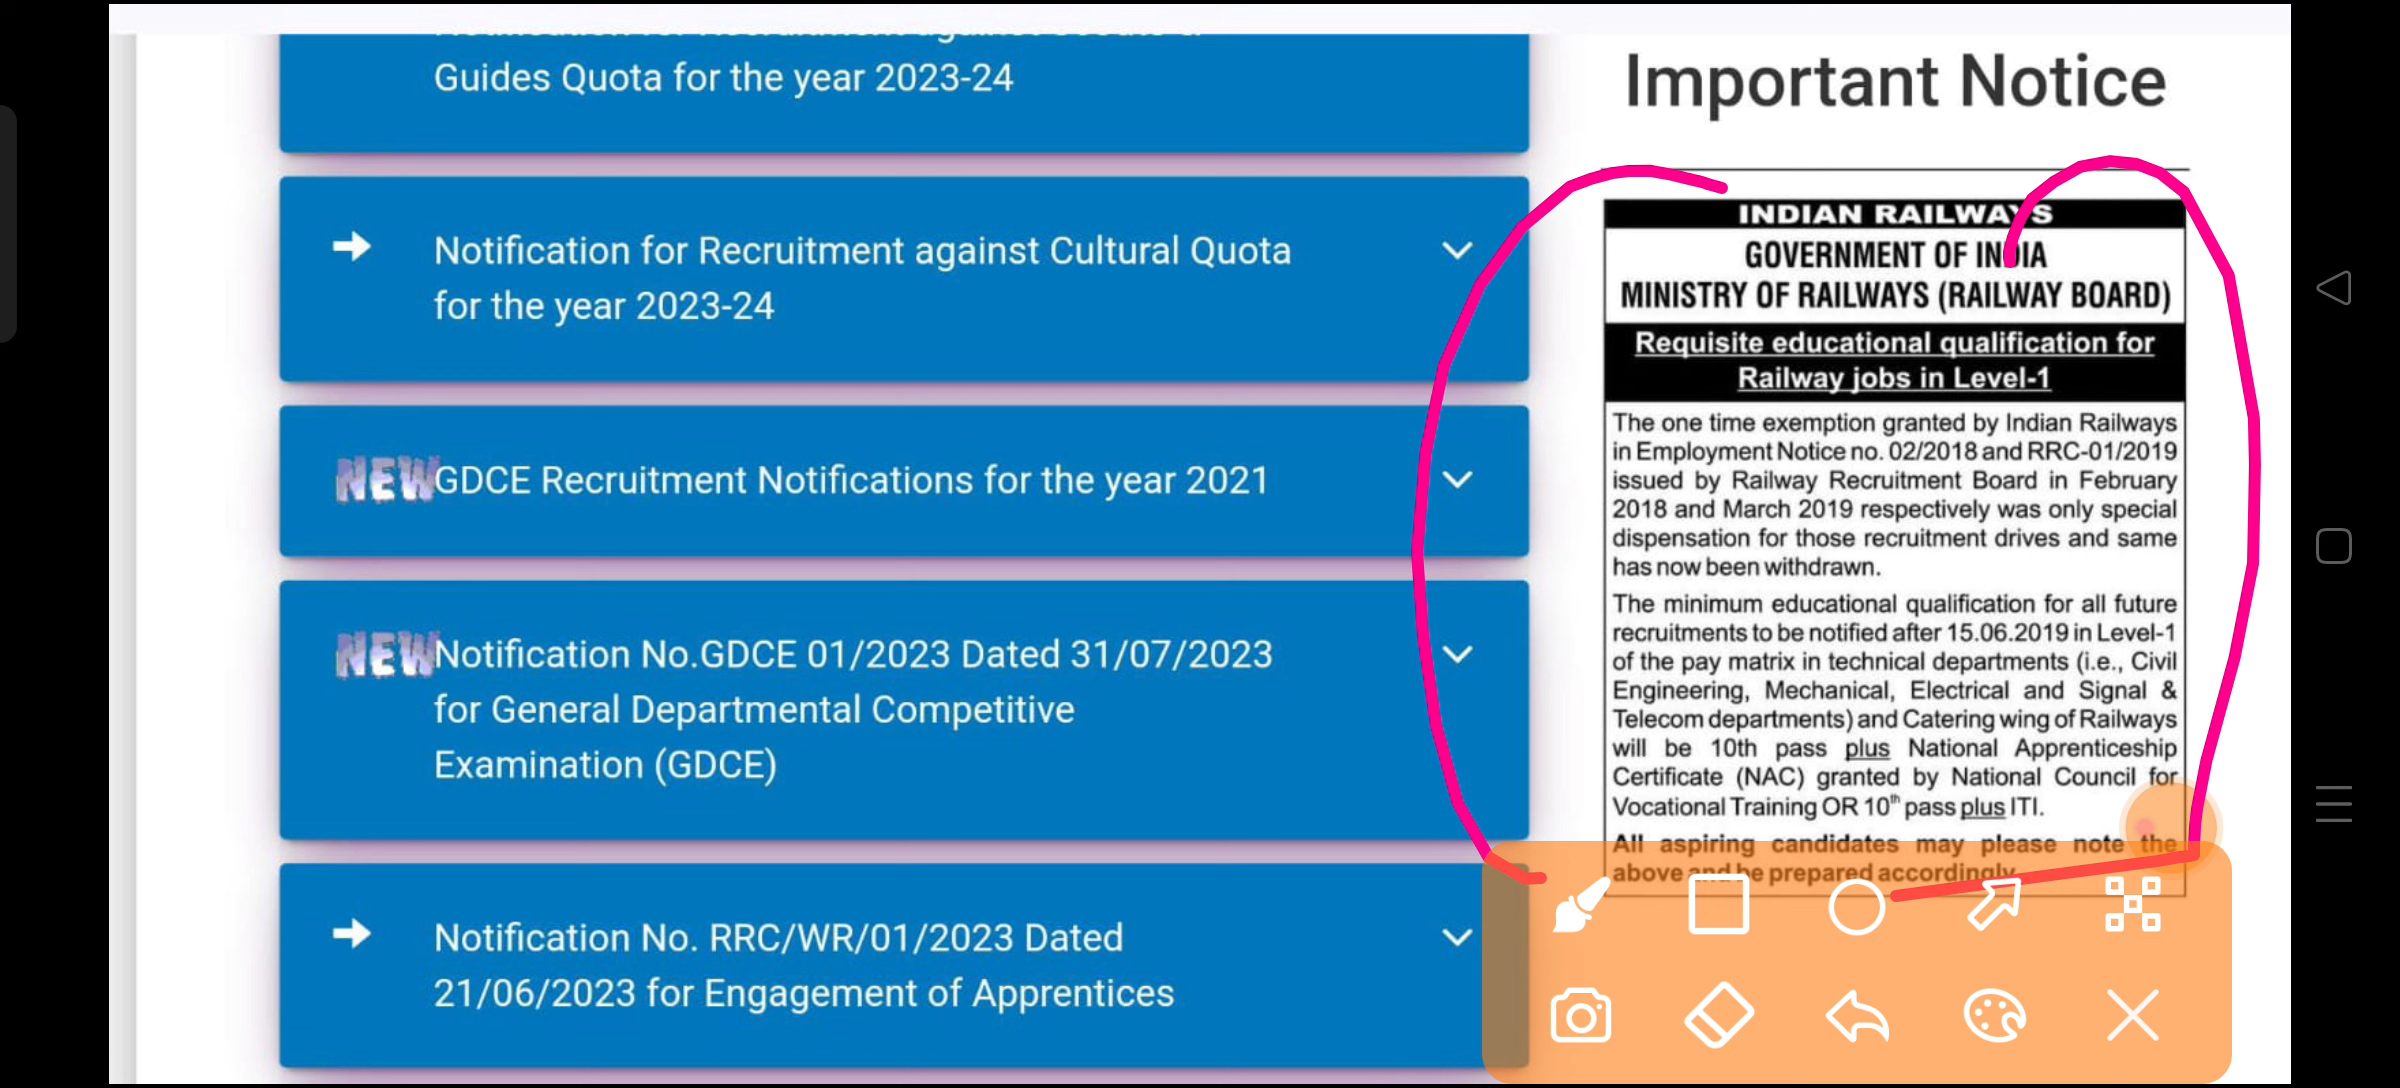 Guides Quota for the year 2023-24
Notification for Recruitment against Cultural Quota
for the year 2023-24
NEW GDCE Recruitment Notifications for the year 2021
NEW Notification No.GDCE 01/2023 Dated 31/07/2023
for General Departmental Competitive
Examination (GDCE)
Notification No. RRC/WR/01/2023 Dated
21/06/2023 for Engagement of Apprentices
Important Notice
INDIAN RAILWAYS
GOVERNMENT OF INDIA
MINISTRY OF RAILWAYS (RAILWAY BOARD)
Requisite educational qualification for
Railway jobs in Level-1
The one time exemption granted by Indian Railways
in Employment Notice no. 02/2018 and RRC-01/2019
issued by Railway Recruitment Board in February
2018 and March 2019 respectively was only special
dispensation for those recruitment drives and same
has now been withdrawn.
The minimum educational qualification for all future
recruitments to be notified after 15.06.2019 in Level-1
of the pay matrix in technical departments (i.e., Civil
Engineering, Mechanical, Electrical and Signal &
Telecom departments) and Catering wing of Railways
will be 10th pass plus National Apprenticeship
Certificate (NAC) granted by National Council for
Vocational Training OR 10th pass plus ITI.
All aspiring candidates may please note the
above and be prepared accordingly.